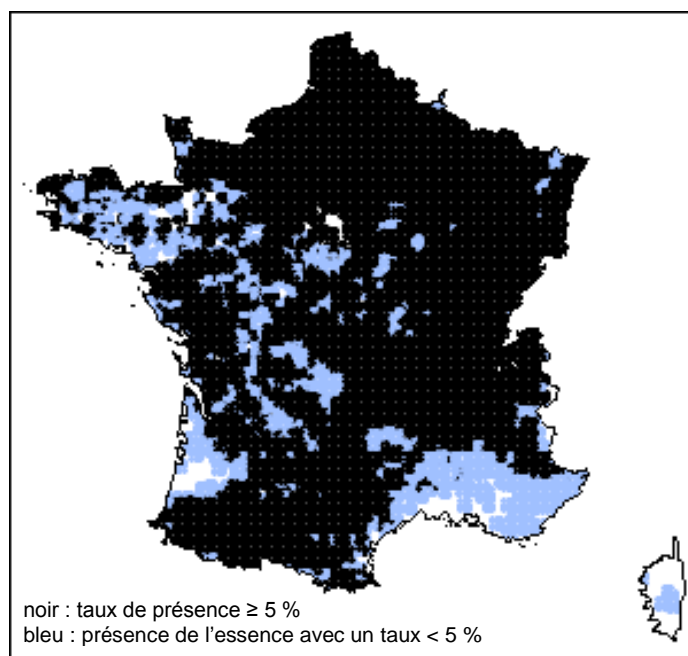 noir : taux de présence ≥ 5 %
bleu : présence de l’essence avec un taux < 5 %